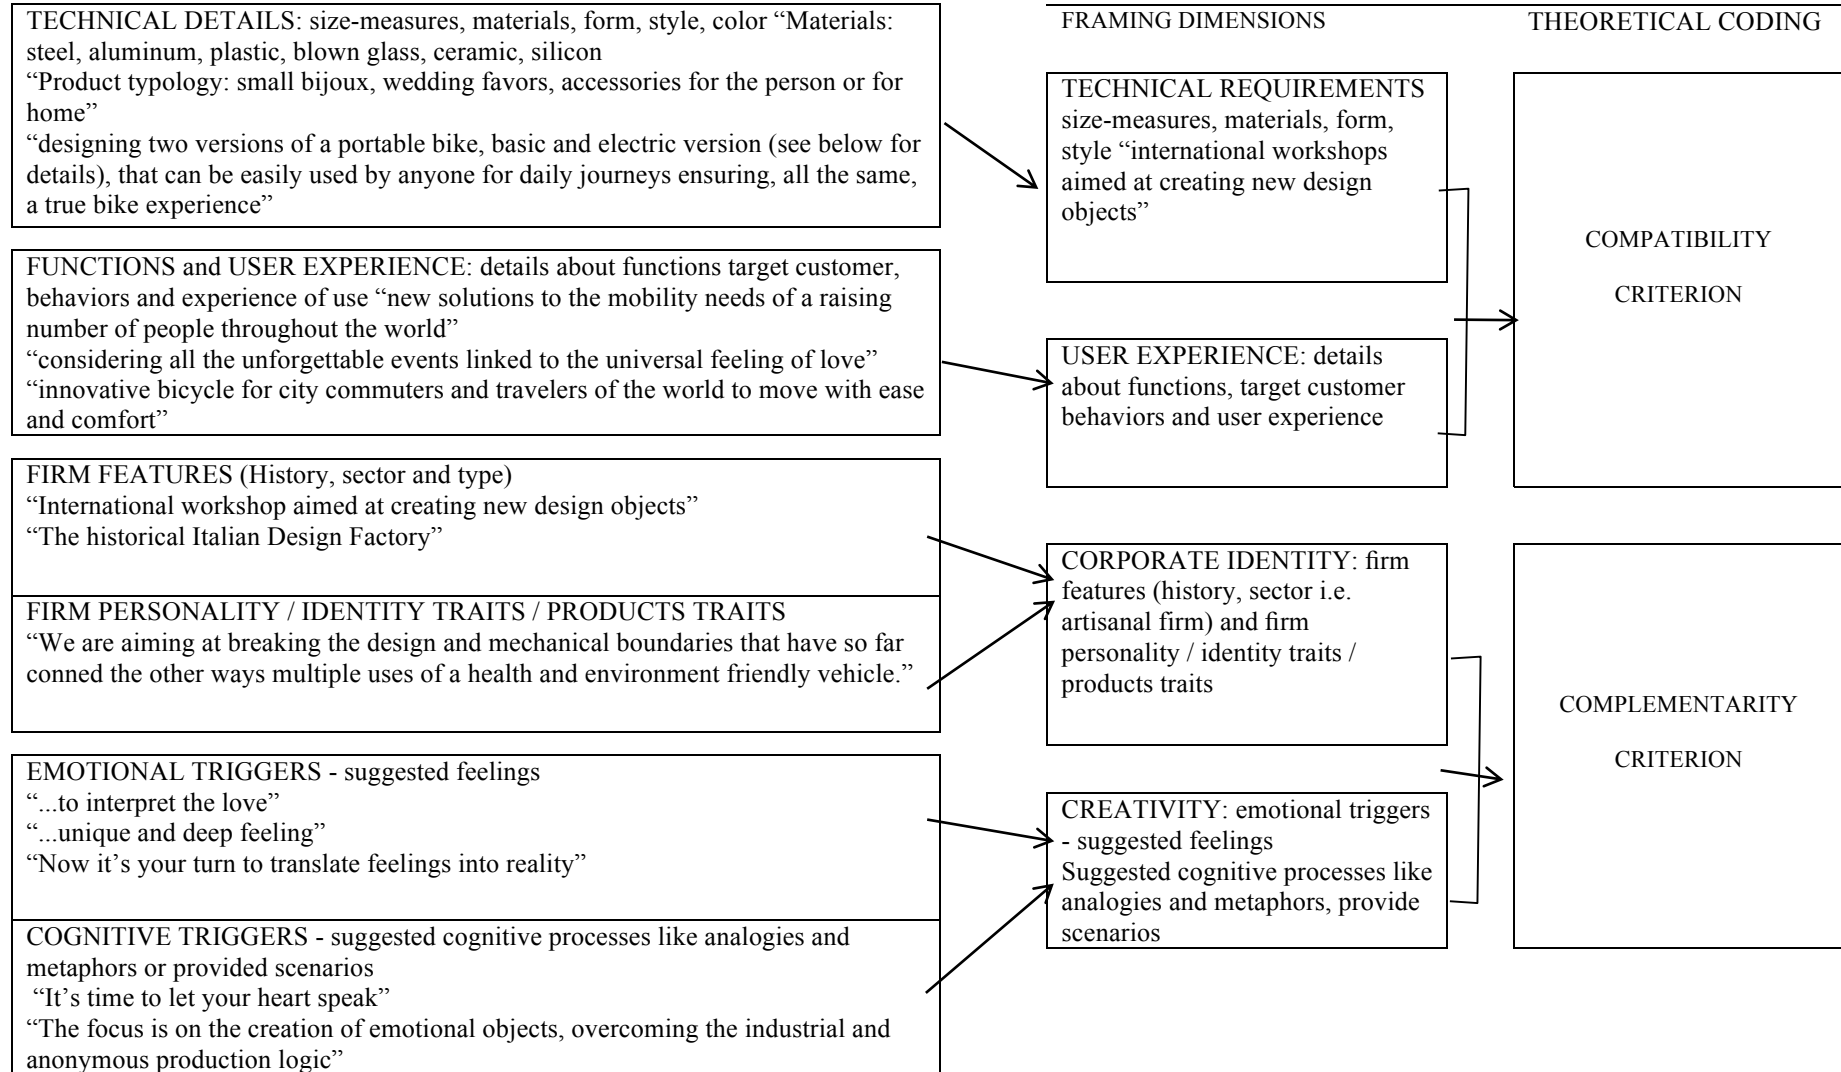 TECHNICAL DETAILS: size-measures, materials, form, style, color “Materials:
steel, aluminum, plastic, blown glass, ceramic, silicon
“Product typology: small bijoux, wedding favors, accessories for the person or for
home”
“designing two versions of a portable bike, basic and electric version (see below for
details), that can be easily used by anyone for daily journeys ensuring, all the same,
a true bike experience”
FUNCTIONS and USER EXPERIENCE: details about functions target customer,
behaviors and experience of use “new solutions to the mobility needs of a raising
number of people throughout the world”
“considering all the unforgettable events linked to the universal feeling of love”
“innovative bicycle for city commuters and travelers of the world to move with ease
and comfort”
FIRM FEATURES (History, sector and type)
“International workshop aimed at creating new design objects”
“The historical Italian Design Factory”
FIRM PERSONALITY / IDENTITY TRAITS / PRODUCTS TRAITS
“We are aiming at breaking the design and mechanical boundaries that have so far
conned the other ways multiple uses of a health and environment friendly vehicle.”
EMOTIONAL TRIGGERS - suggested feelings
“...to interpret the love”
“...unique and deep feeling”
“Now it’s your turn to translate feelings into reality”
COGNITIVE TRIGGERS - suggested cognitive processes like analogies and
metaphors or provided scenarios
“It’s time to let your heart speak”
“The focus is on the creation of emotional objects, overcoming the industrial and
anonymous production logic”
FRAMING DIMENSIONS
TECHNICAL REQUIREMENTS
size-measures, materials, form,
style “international workshops
aimed at creating new design
objects”
USER EXPERIENCE: details
about functions, target customer
behaviors and user experience
CORPORATE IDENTITY: firm
features (history, sector i.e.
artisanal firm) and firm
personality / identity traits /
products traits
CREATIVITY: emotional triggers
- suggested feelings
Suggested cognitive processes like
analogies and metaphors, provide
scenarios
THEORETICAL CODING
COMPATIBILITY
CRITERION
COMPLEMENTARITY
CRITERION